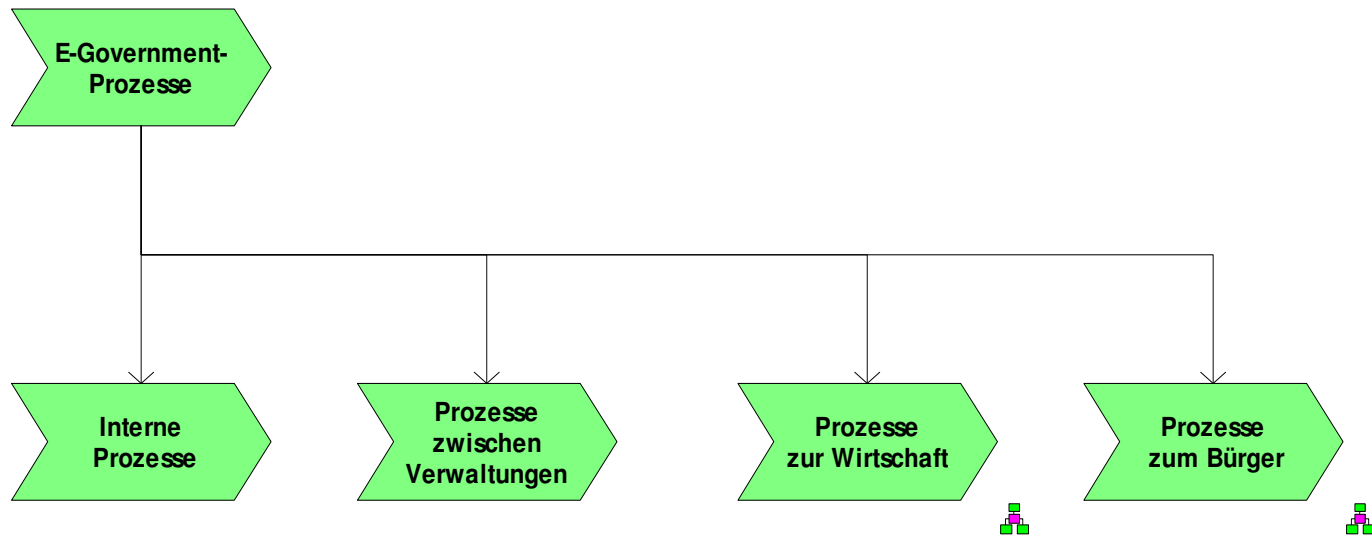 E-Government-
Prozesse
Interne
Prozesse
Prozesse
zwischen
Verwaltungen
Prozesse
zur Wirtschaft
Prozesse
zum Bürger